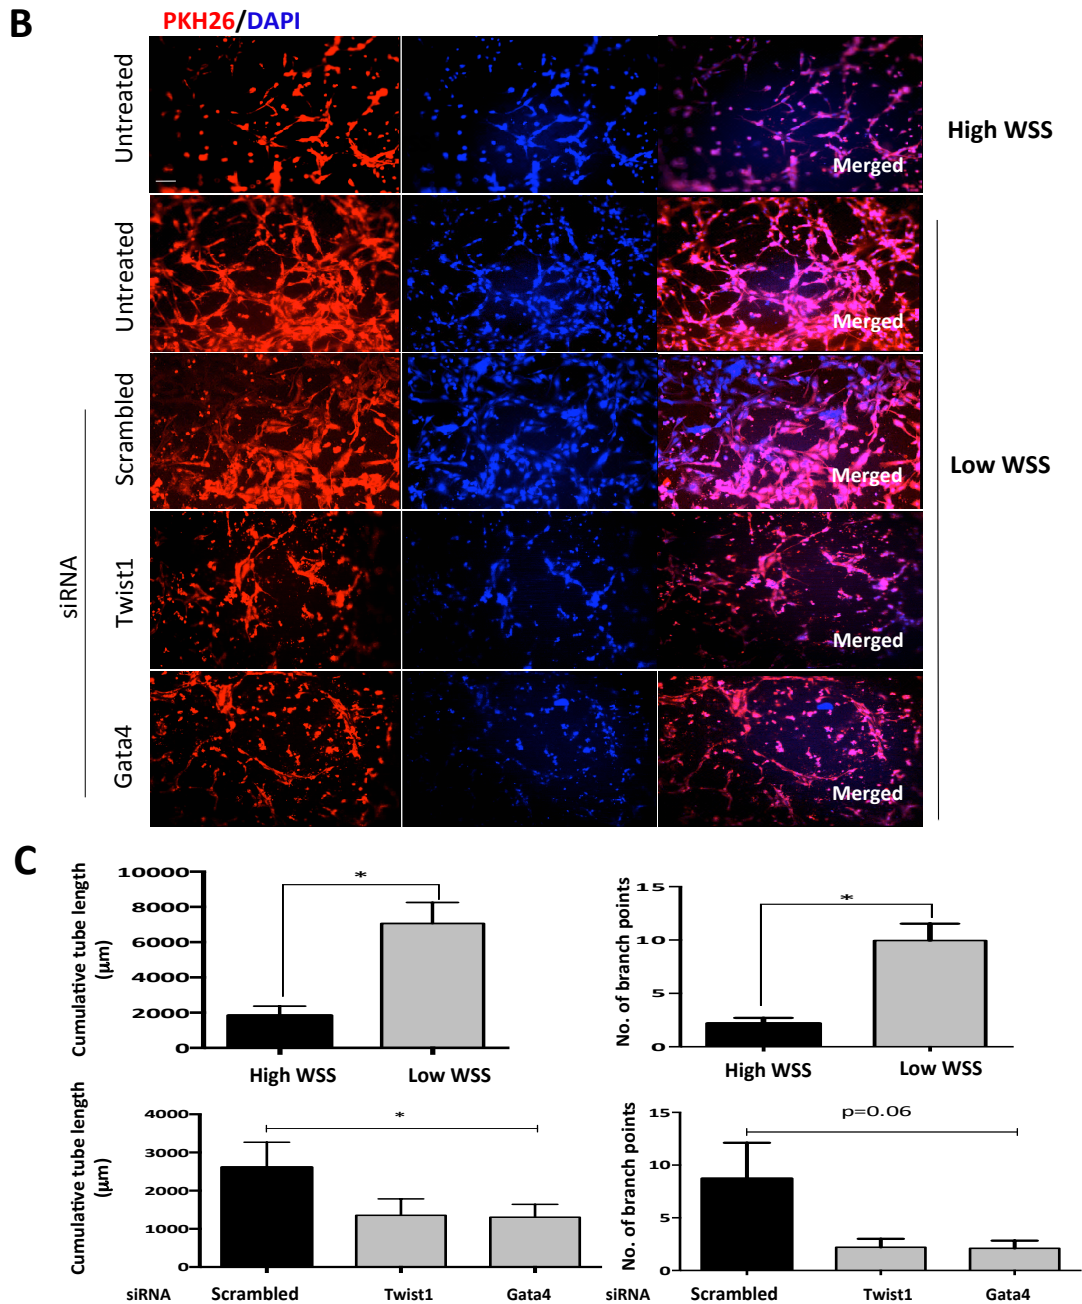 B
PKH26/DAPI
Untreated
Merged
High WSS
Untreated
Merged
siRNA
Scrambled
Merged
Low WSS
Twist1
Merged
Gata4
Merged
C
Cumulative tube length
(µm)
10000
8000
6000
4000
2000
0
*
High WSS
Low WSS
No. of branch points
15
10
5
0
*
High WSS
Low WSS
Cumulative tube length
(µm)
4000
3000
2000
1000
0
*
siRNA
Scrambled
Twist1
Gata4
No. of branch points
15
10
5
0
p=0.06
siRNA
Scrambled
Twist1
Gata4